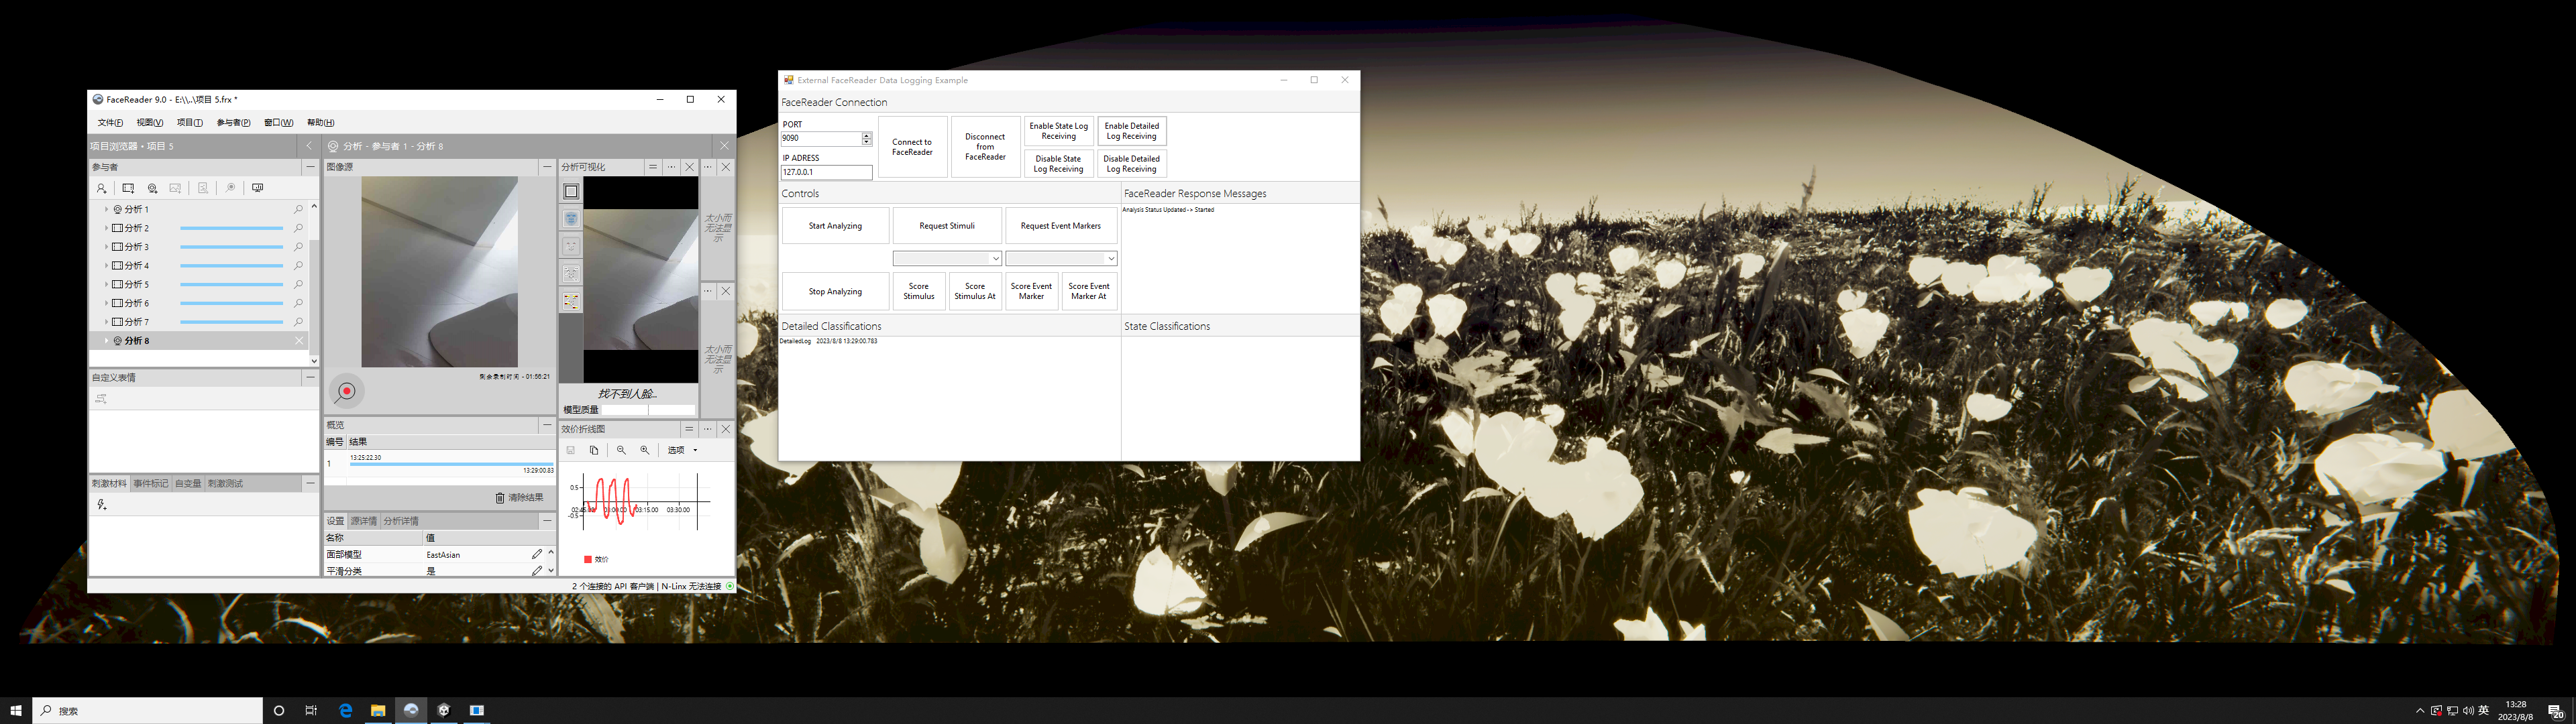 FaceReader 9.0 - E:\\..\项目 5.frx *
文件(F) 视图(V) 项目(T) 参与者(P) 窗口(W) 帮助(H)
项目浏览器 • 项目 5
分析 - 参与者 1 - 分析 8
参与者
分析 1
分析 2
分析 3
分析 4
分析 5
分析 6
分析 7
分析 8
自定义表情
刺激材料 事件标记 自变量 刺激测试
图像源
剩余录制时间 - 01:56:21
概览
编号 结果
1
13:25:22.30
13:29:00.83
清除结果
设置 源详情 分析详情
名称 值
面部模型 EastAsian
平滑分类 是
分析可视化
找不到人脸...
模型质量
太小而
无法显
示
太小而
无法显
示
效价折线图
选项
0.5
-0.5
03:15.00 03:30.00
效价
2 个连接的 API 客户端 | N-Linx 无法连接
External FaceReader Data Logging Example
FaceReader Connection
PORT
9090
IP ADRESS
127.0.0.1
Connect to
FaceReader
Disconnect
from
FaceReader
Enable State Log
Receiving
Enable Detailed
Log Receiving
Disable State
Log Receiving
Disable Detailed
Log Receiving
Controls
Start Analyzing
Request Stimuli
Request Event Markers
Stop Analyzing
Score
Stimulus
Score
Stimulus At
Score Event
Marker
Score Event
Marker At
FaceReader Response Messages
Analysis Status Updated -> Started
Detailed Classifications
DetailedLog 2023/8/8 13:29:00.783
State Classifications
搜索
英
13:28
2023/8/8
20